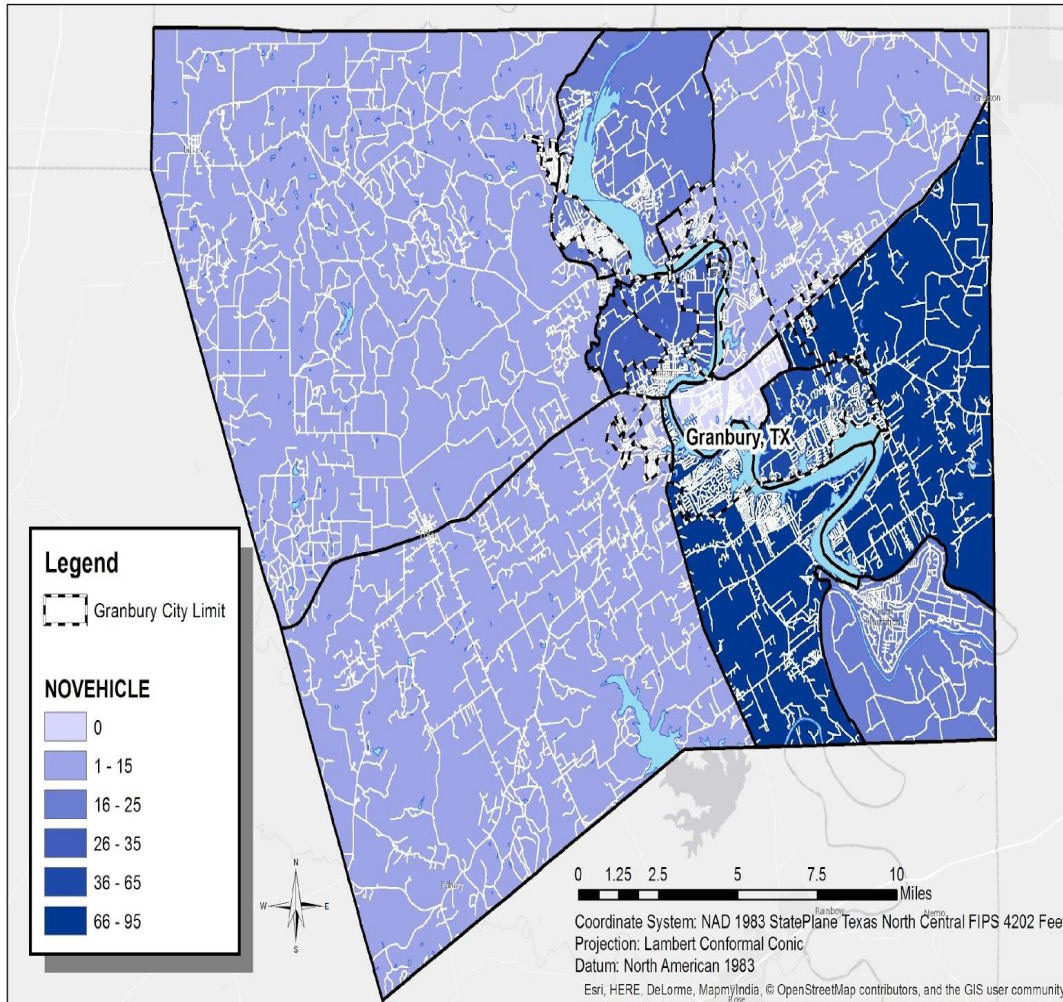 Granbury, TX
Legend
Granbury City Limit
NOVEHICLE
0
1 - 15
16 - 25
26 - 35
36 - 65
66 - 95
N
W
E
S
0 1.25 2.5 5 7.5 10
Miles
Rainbow
Nemo
Coordinate System: NAD 1983 StatePlane Texas North Central FIPS 4202 Feet
Projection: Lambert Conformal Conic
Datum: North American 1983
Esri, HERE, DeLorme, MapmyIndia, © OpenStreetMap contributors, and the GIS user community